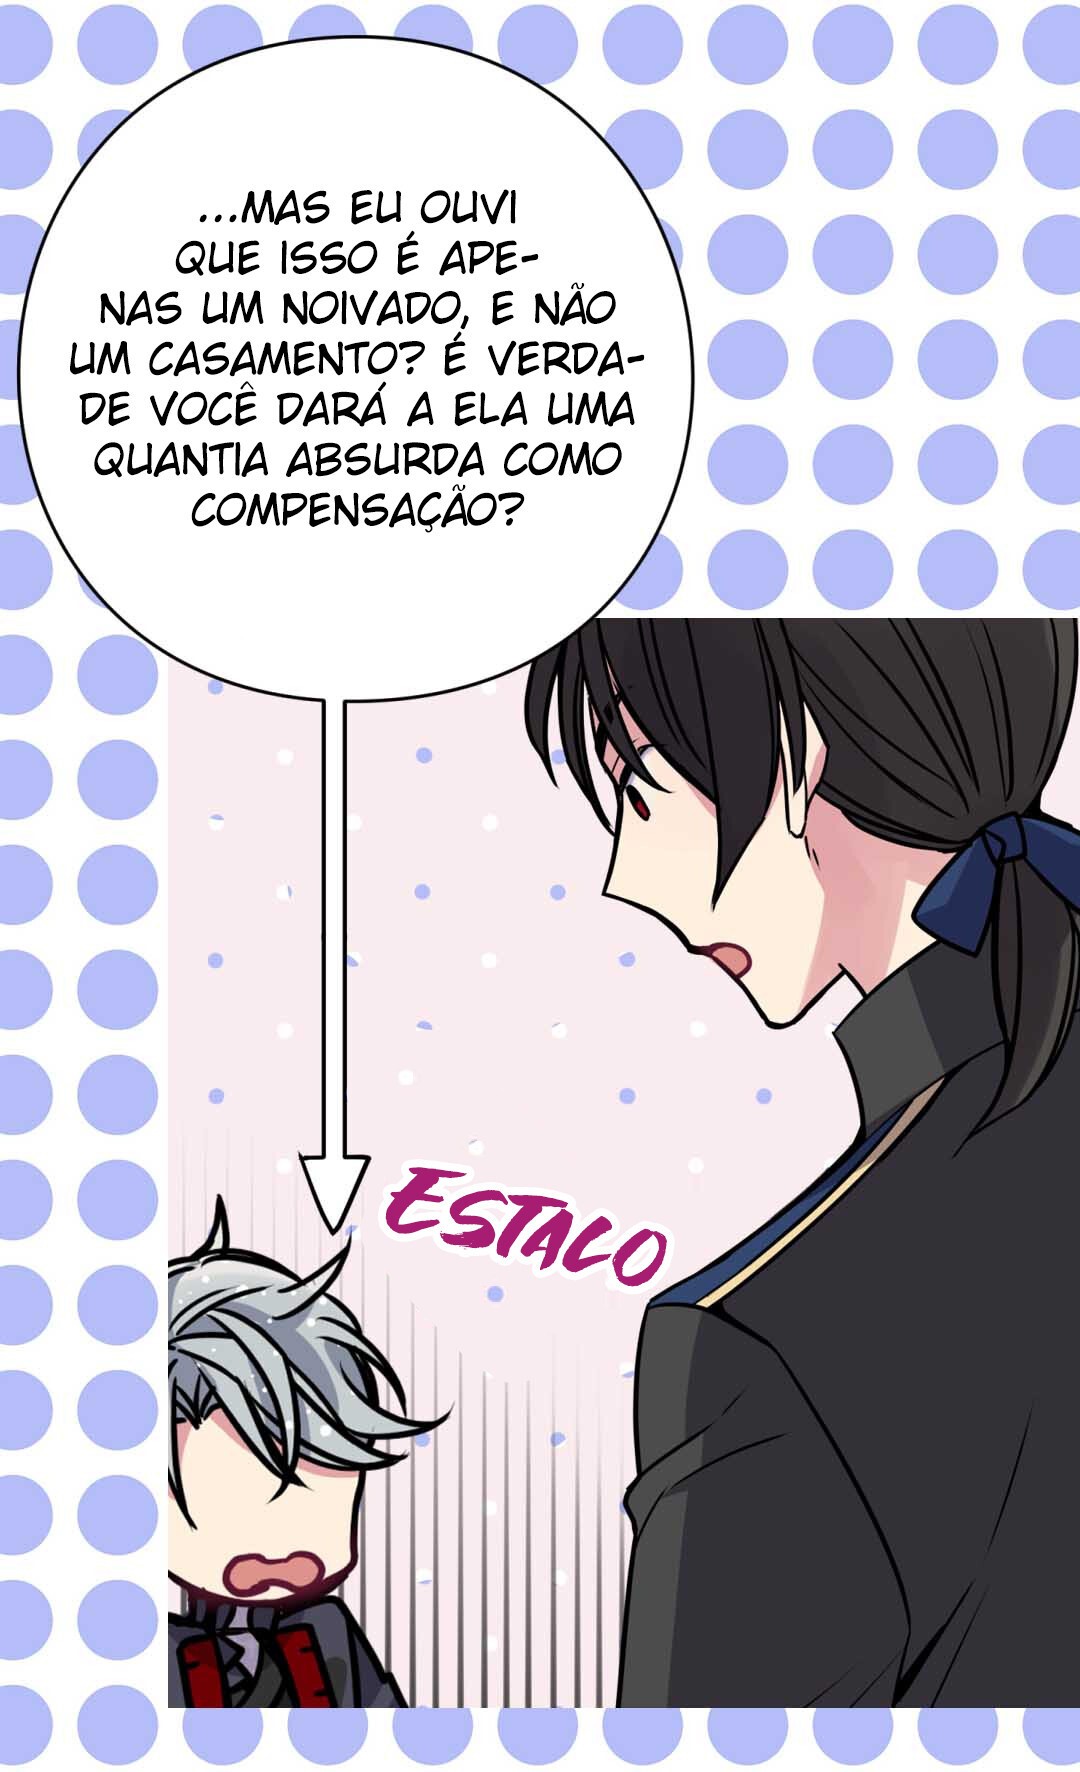 ...MAS EU OUVI
QUE ISSO É APE-
NAS UM NOIVADO, E NÃO
UM CASAMENTO? É VERDA-
DE VOCÊ DARÁ A ELA UMA
QUANTIA ABSURDA COMO
COMPENSAÇÃO?
ESTALO